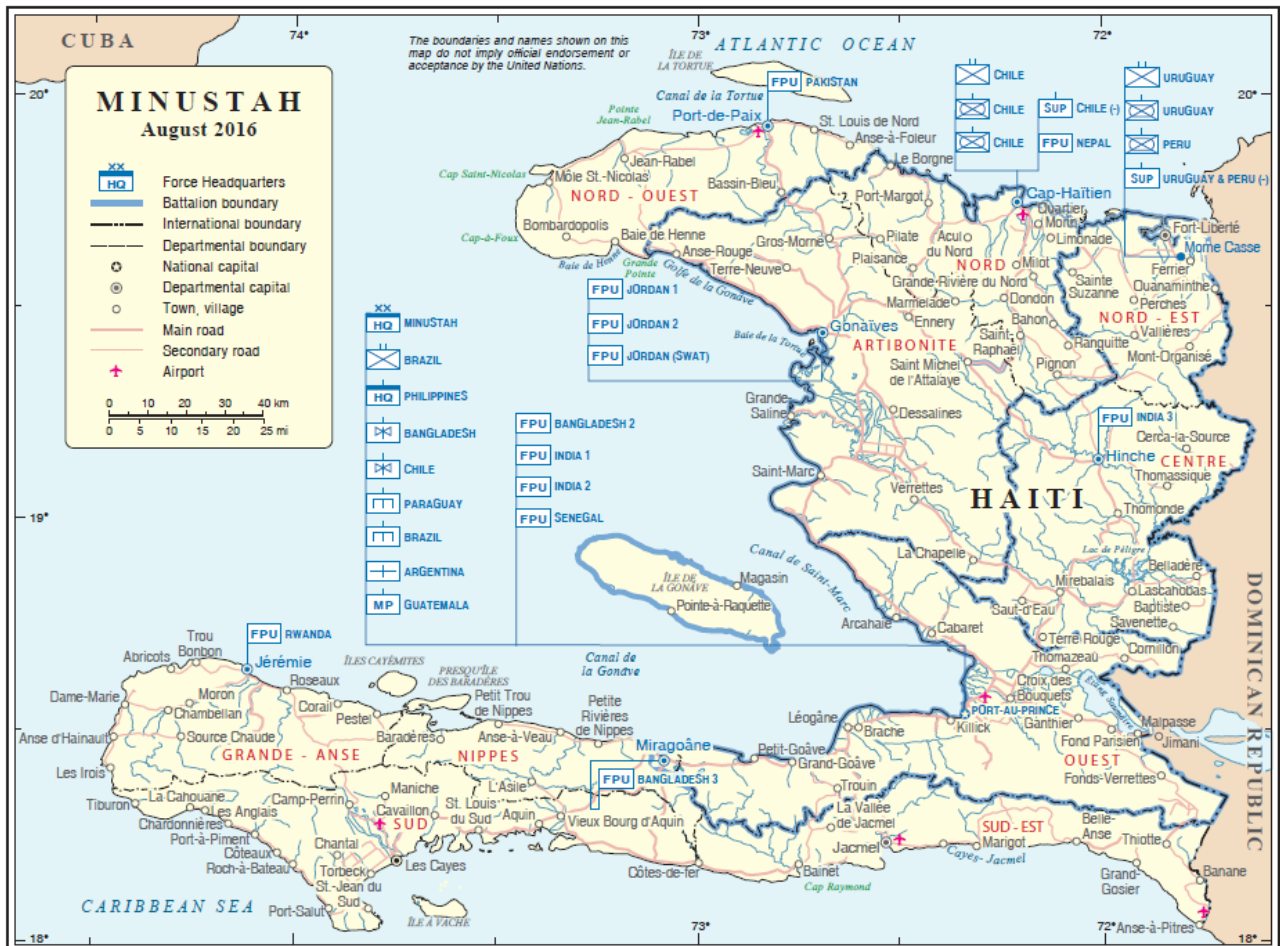 CUBA
74°
73°
72°
The boundaries and names shown on this
map do not imply official endorsement or
acceptance by the United Nations.
ATLANTIC OCEAN
ÎLE DE
LA TORTUE
20°
20°
MINUSTAH
August 2016
XX
HQ
Force Headquarters
Battalion boundary
International boundary
Departmental boundary
National capital
Departmental capital
Town, village
Main road
Secondary road
Airport
0 10 20 30 40 km
0 5 10 15 20 25 mi
FPU PAKISTAN
Canal de la Tortue
Port-de-Paix
Pointe
Jean-Rabel
St. Louis de Nord
Anse-à-Foleur
Le Borgne
CHILE
CHILE
CHILE
SUP CHILE (-)
FPU NEPAL
URUGUAY
URUGUAY
PERU
SUP URUGUAY & PERU (-)
Jean-Rabel
Cap Saint-Nicolas
Môle St.-Nicolas
NORD - OUEST
Bassin-Bleu
Port-Margot
Cap-Haïtien
Quartier
Morin
Limonade
Fort-Liberté
Mome Casse
Bombardopolis
Cap-à-Foux
Baie de Henne
Baie de Henne
Grande
Pointe
Anse-Rouge
Golfe de la Gonâve
Terre-Neuve
Gros-Morne
Pilate
Plaisance
Acul
du Nord
NORD
Milot
Grande-Rivière du Nord
Sainte
Suzanne
Ferrier
Ouanaminthe
Perches
NORD - EST
Vallières
Mont-Organisé
Marmelade
Dondon
Ennery
Bahon
Saint-
Raphaël
Ranquitte
Pignon
FPU JORDAN 1
FPU JORDAN 2
FPU JORDAN (SWAT)
Gonaïves
Baie de la Tortue
ARTIBONITE
Saint Michel
de l'Attalaye
XX
HQ MINUSTAH
BRAZIL
HQ PHILIPPINES
BANGLADESH
CHILE
PARAGUAY
BRAZIL
ARGENTINA
MP GUATEMALA
FPU BANGLADESH 2
FPU INDIA 1
FPU INDIA 2
FPU SENEGAL
Grande-
Saline
Dessalines
FPU INDIA 3
Cerca-la-Source
Hinche
CENTRE
Thomassique
Saint-Marc
Verrettes
HAITI
Thomonde
19°
19°
Canal de Saint-Marc
La Chapelle
Lac de Péligre
Belladère
Mirebalais
Lascahobas
Baptiste
Savenette
Saut-d'Eau
ÎLE DE
LA GONÂVE
Magasin
Pointe-à-Raquette
Arcahaie
Cabaret
Terre Rouge
Cornillon
Thomazeau
DOMINICAN REPUBLIC
FPU RWANDA
Jérémie
Trou
Bonbon
Abricots
Roseaux
ÎLES CAYÉMITES
PRESQU'ÎLE
DES BARADÈRES
Canal de
la Gonâve
Croix des
Bouquets
Etang Saumâtre
PORT-AU-PRINCE
Ganthier
Malpasse
Jimani
Fond Parisien
OUEST
Fonds-Verrettes
Dame-Marie
Moron
Chambellan
Corail
Pestel
Petit Trou
de Nippes
Petite
Rivières
de Nippes
Anse d'Hainault
Source Chaude
Baradères
Anse-à-Veau
Miragoâne
Léogâne
Brache
Killick
Petit-Goâve
Grand-Goâve
GRANDE - ANSE
NIPPES
Les Irois
FPU BANGLADESH 3
Trouin
Tiburon
La Cahouane
Les Anglais
Camp-Perrin
Maniche
Cavaillon
St. Louis
du Sud
L'Asile
Aquin
Vieux Bourg d'Aquin
La Vallée
de Jacmel
SUD - EST
Belle-
Anse
Thiotte
Chardonnières
Port-à-Piment
Côteaux
Roch-à-Bateau
SUD
Chantal
Torbeck
Les Cayes
St.-Jean du
Sud
Port-Salut
ÎLE À VACHE
CARIBBEAN SEA
Côtes-de-fer
Jacmel
Bainet
Cap Raymond
Cayes-Jacmel
Marigot
Grand-
Gosier
Banane
Anse-à-Pitres
18°
18°
73°
72°